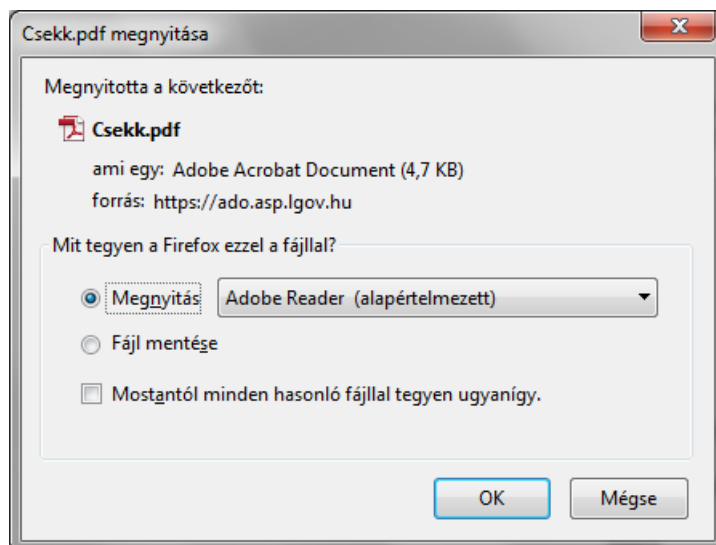 Csekk.pdf megnyitása
Megnyitotta a következőt:
Csekk.pdf
ami egy: Adobe Acrobat Document (4,7 KB)
forrás: https://ado.asp.lgov.hu
Mit tegyen a Firefox ezzel a fájllal?
Megnyitás Adobe Reader (alapértelmezett)
Fájl mentése
Mostantól minden hasonló fájllal tegyen ugyanígy.
OK Mégse